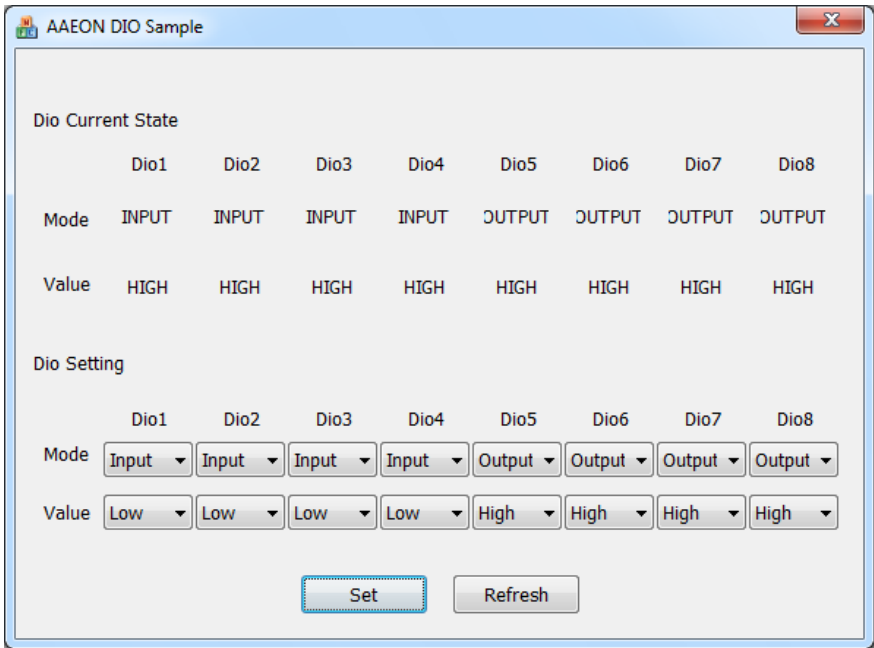 AAEON DIO Sample
Dio Current State
Dio1 Dio2 Dio3 Dio4 Dio5 Dio6 Dio7 Dio8
Mode INPUT INPUT INPUT INPUT OUTPUT OUTPUT OUTPUT OUTPUT
Value HIGH HIGH HIGH HIGH HIGH HIGH HIGH HIGH
Dio Setting
Dio1 Dio2 Dio3 Dio4 Dio5 Dio6 Dio7 Dio8
Mode Input Input Input Input Output Output Output Output
Value Low Low Low Low High High High High
Set Refresh